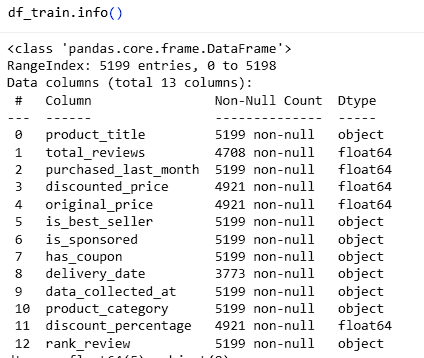 df_train.info()
<class 'pandas.core.frame.DataFrame'>
RangeIndex: 5199 entries, 0 to 5198
Data columns (total 13 columns):
 #   Column               Non-Null Count  Dtype
---  ------               --------------  -----
 0   product_title        5199 non-null   object
 1   total_reviews        4708 non-null   float64
 2   purchased_last_month 5199 non-null   float64
 3   discounted_price     4921 non-null   float64
 4   original_price       4921 non-null   float64
 5   is_best_seller       5199 non-null   object
 6   is_sponsored         5199 non-null   object
 7   has_coupon           5199 non-null   object
 8   delivery_date        3773 non-null   object
 9   data_collected_at    5199 non-null   object
 10  product_category     5199 non-null   object
 11  discount_percentage  4921 non-null   float64
 12  rank_review          5199 non-null   object